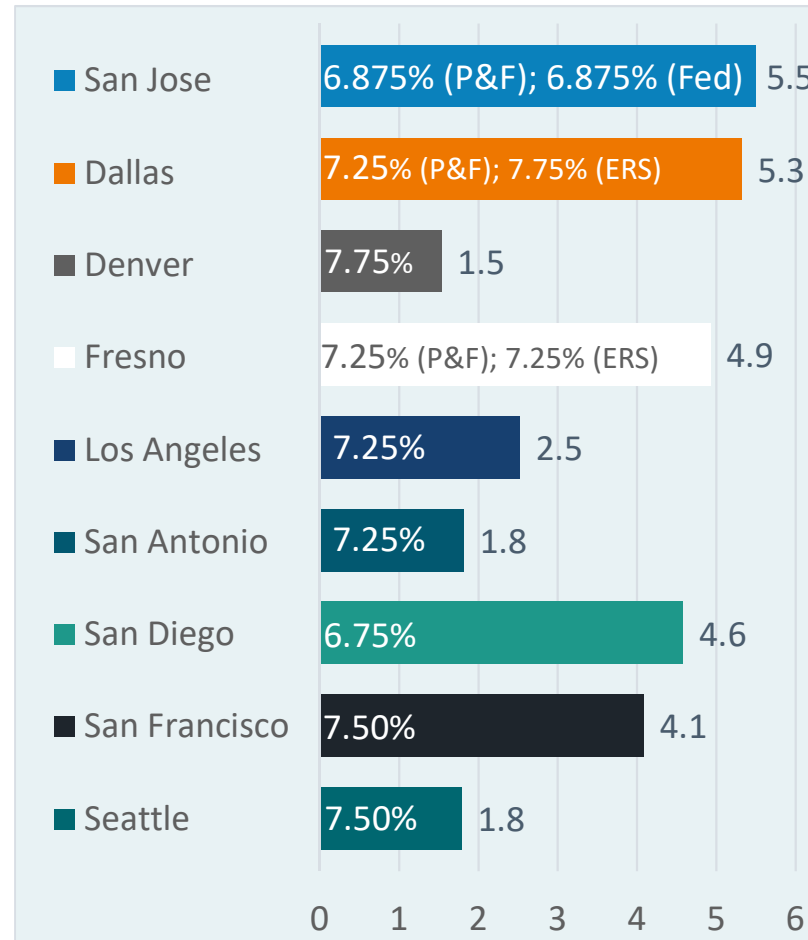 San Jose 6.875% (P&F); 6.875% (Fed) 5.5
Dallas 7.25% (P&F); 7.75% (ERS) 5.3
Denver 7.75% 1.5
Fresno 7.25% (P&F); 7.25% (ERS) 4.9
Los Angeles 7.25% 2.5
San Antonio 7.25% 1.8
San Diego 6.75% 4.6
San Francisco 7.50% 4.1
Seattle 7.50% 1.8
0 1 2 3 4 5 6